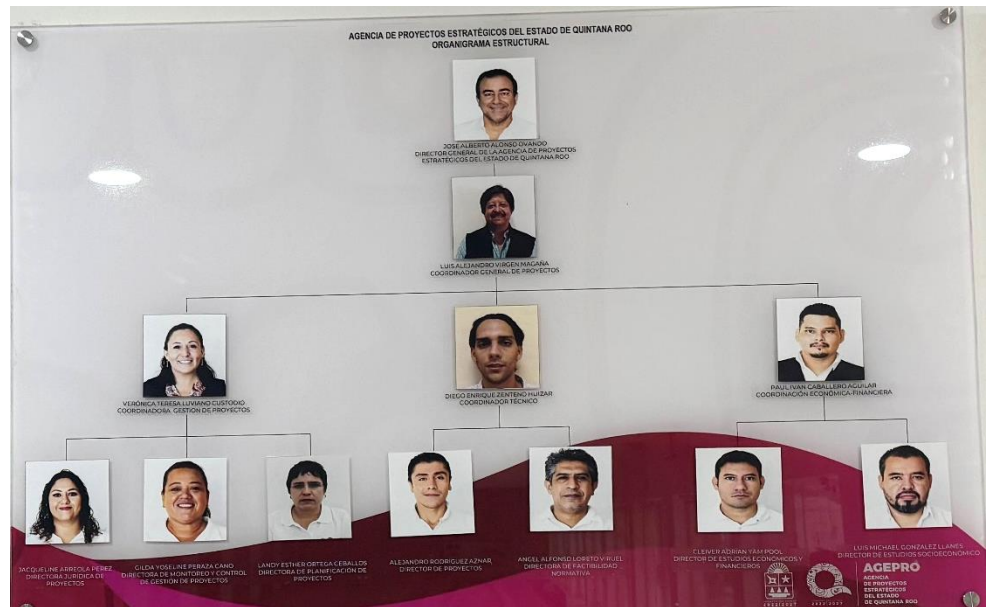 AGENCIA DE PROYECTOS ESTRATÉGICOS DEL ESTADO DE QUINTANA ROO
ORGANIGRAMA ESTRUCTURAL
JOSE ALBERTO ALONSO OVANDO
DIRECTOR GENERAL DE LA AGENCIA DE PROYECTOS
ESTRATÉGICOS DEL ESTADO DE QUINTANA ROO
LUIS ALEJANDRO VIRGEN MAGAÑA
COORDINADOR GENERAL DE PROYECTOS
VERÓNICA TERESA LUVIANO CUSTODIO
COORDINADORA GESTIÓN DE PROYECTOS
DIEGO ENRIQUE ZENTENO HUIZAR
COORDINADOR TÉCNICO
PAUL IVAN CABALLERO AGUILAR
COORDINACIÓN ECONÓMICA-FINANCIERA
JACQUELINE ARREOLA PEREZ
DIRECTORA JURÍDICA DE
PROYECTOS
GILDA YOSELINE PERAZA CANO
DIRECTORA DE MONITOREO Y CONTROL
DE GESTIÓN DE PROYECTOS
LANDY ESTHER ORTEGA CEBALLOS
DIRECTORA DE PLANIFICACIÓN DE
PROYECTOS
ALEJANDRO RODRÍGUEZ AZNAR
DIRECTOR DE PROYECTOS
ANGEL ALFONSO LORETO VIRUEL
DIRECTORA DE FACTIBILIDAD
NORMATIVA
CLEIVER ADRIAN YAM POOL
DIRECTOR DE ESTUDIOS ECONÓMICOS Y
FINANCIEROS
LUIS MICHAEL GONZALEZ LLANES
DIRECTOR DE ESTUDIOS SOCIOECONÓMICO
2022/2027
2022/2027
AGEPRO
AGENCIA
DE PROYECTOS
ESTRATÉGICOS
DEL ESTADO
DE QUINTANA ROO